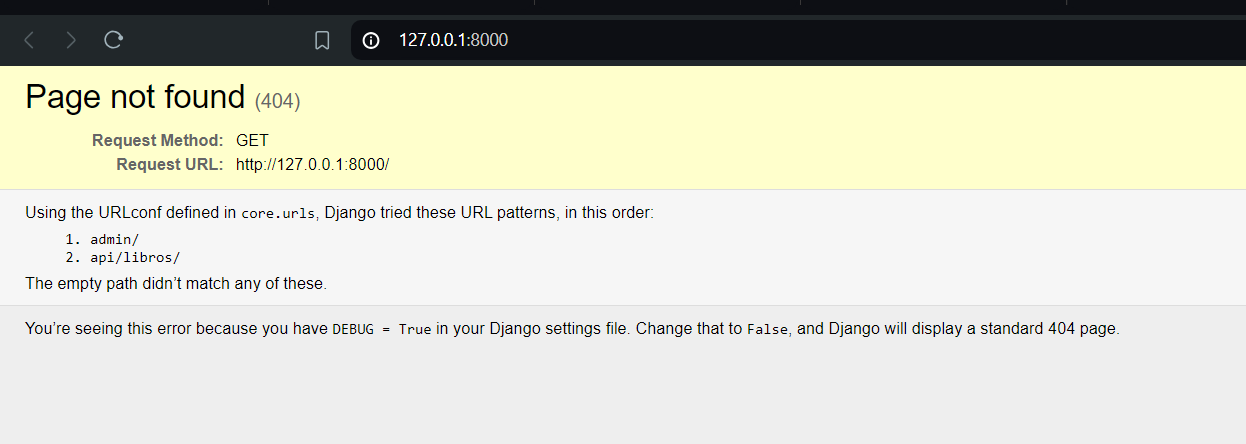 127.0.0.1:8000
Page not found (404)
Request Method: GET
Request URL: http://127.0.0.1:8000/
Using the URLconf defined in core.urls, Django tried these URL patterns, in this order:
1. admin/
2. api/libros/
The empty path didn’t match any of these.
You’re seeing this error because you have DEBUG = True in your Django settings file. Change that to False, and Django will display a standard 404 page.